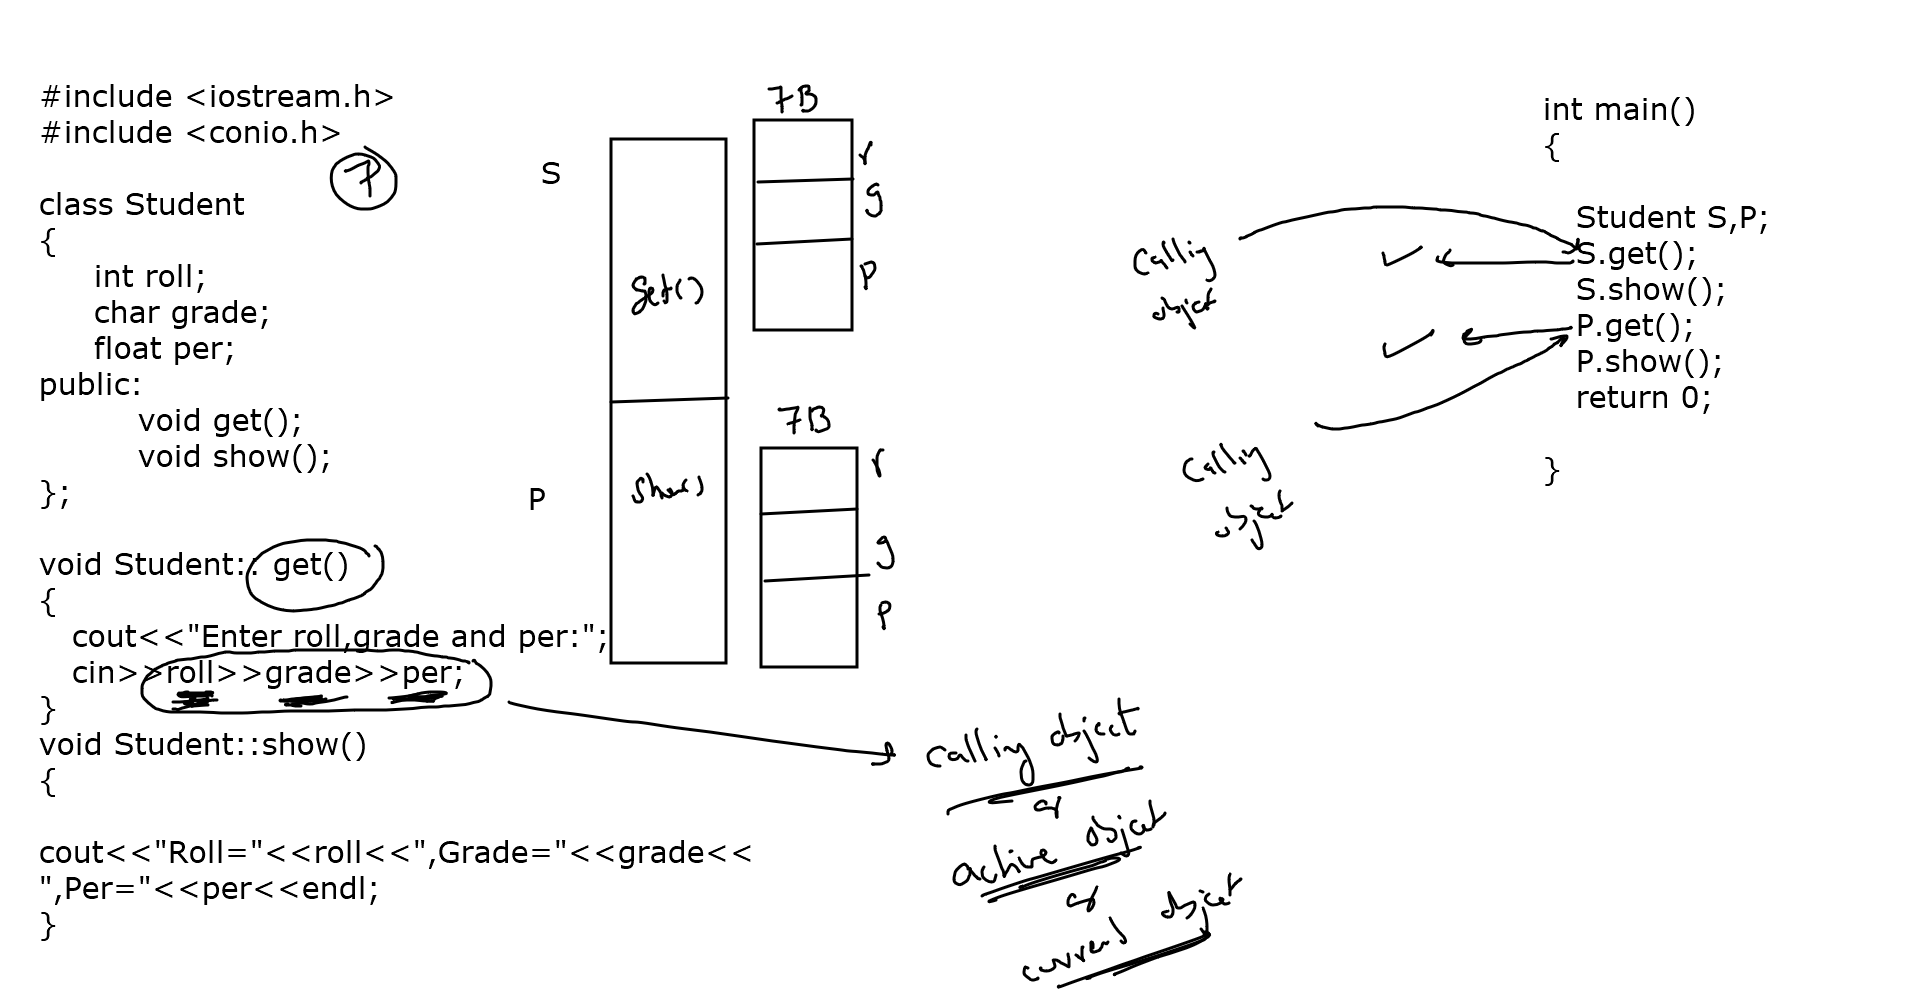 #include <iostream.h>
#include <conio.h>
7
class Student
{
int roll;
char grade;
float per;
public:
void get();
void show();
};
void Student:: get()
{
cout<<"Enter roll,grade and per:";
cin>>roll>>grade>>per;
}
void Student::show()
{
cout<<"Roll="<<roll<<",Grade="<<grade<<
",Per="<<per<<endl;
}
S
P
get()
show()
7B
r
g
p
7B
r
g
p
calling object
or
active object
or
current object
calling
object
calling
object
int main()
{
Student S,P;
S.get();
S.show();
P.get();
P.show();
return 0;
}